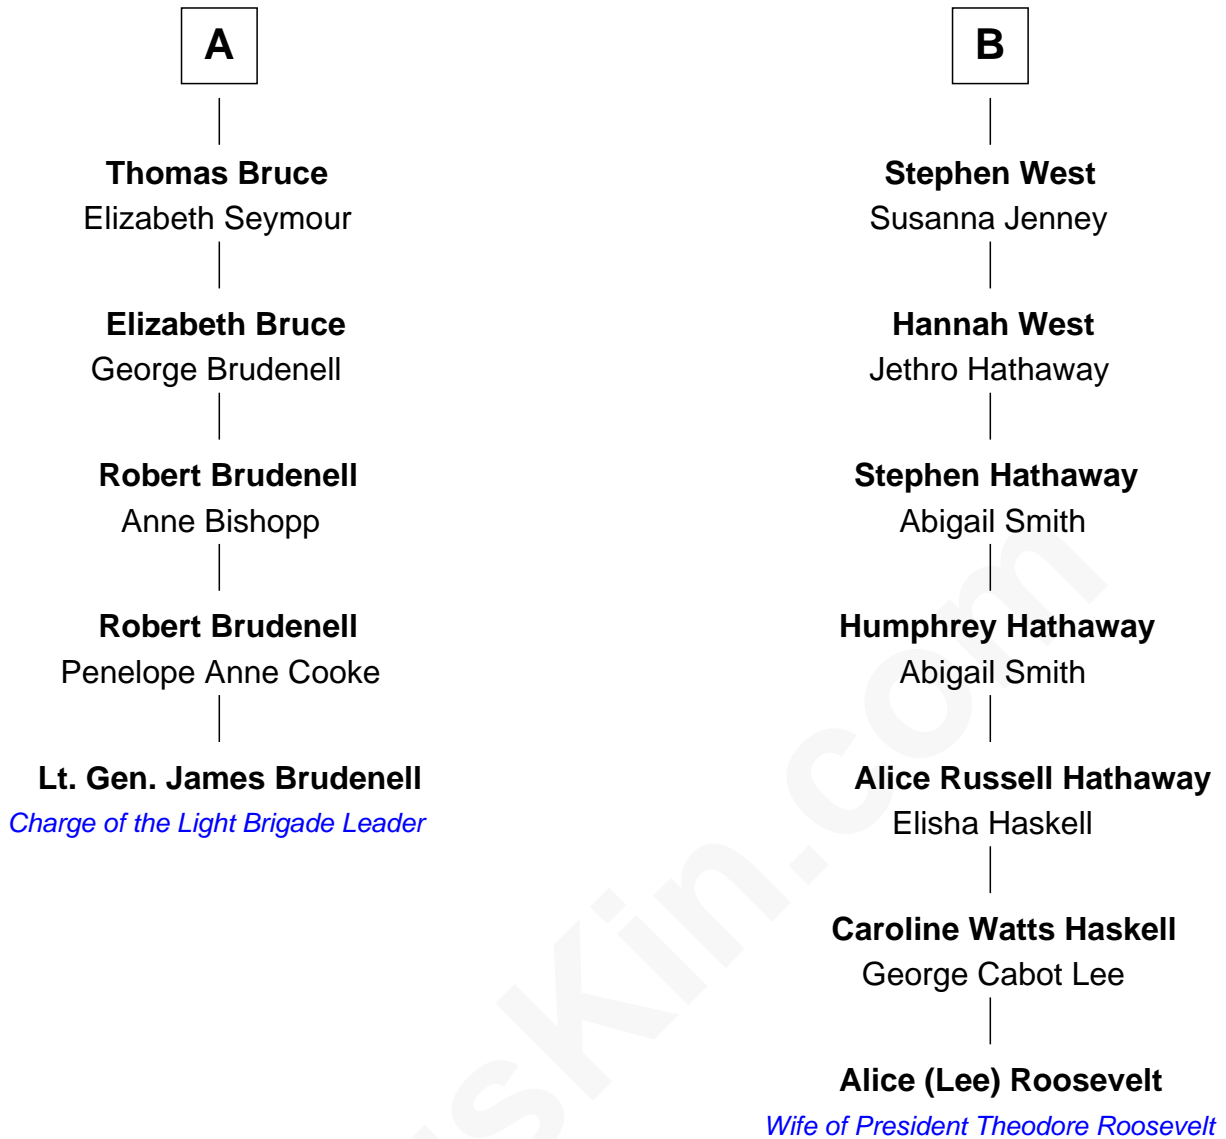 A
Thomas Bruce
Elizabeth Seymour
Elizabeth Bruce
George Brudenell
Robert Brudenell
Anne Bishopp
Robert Brudenell
Penelope Anne Cooke
Lt. Gen. James Brudenell
Charge of the Light Brigade Leader
B
Stephen West
Susanna Jenney
Hannah West
Jethro Hathaway
Stephen Hathaway
Abigail Smith
Humphrey Hathaway
Abigail Smith
Alice Russell Hathaway
Elisha Haskell
Caroline Watts Haskell
George Cabot Lee
Alice (Lee) Roosevelt
Wife of President Theodore Roosevelt
usKin.com